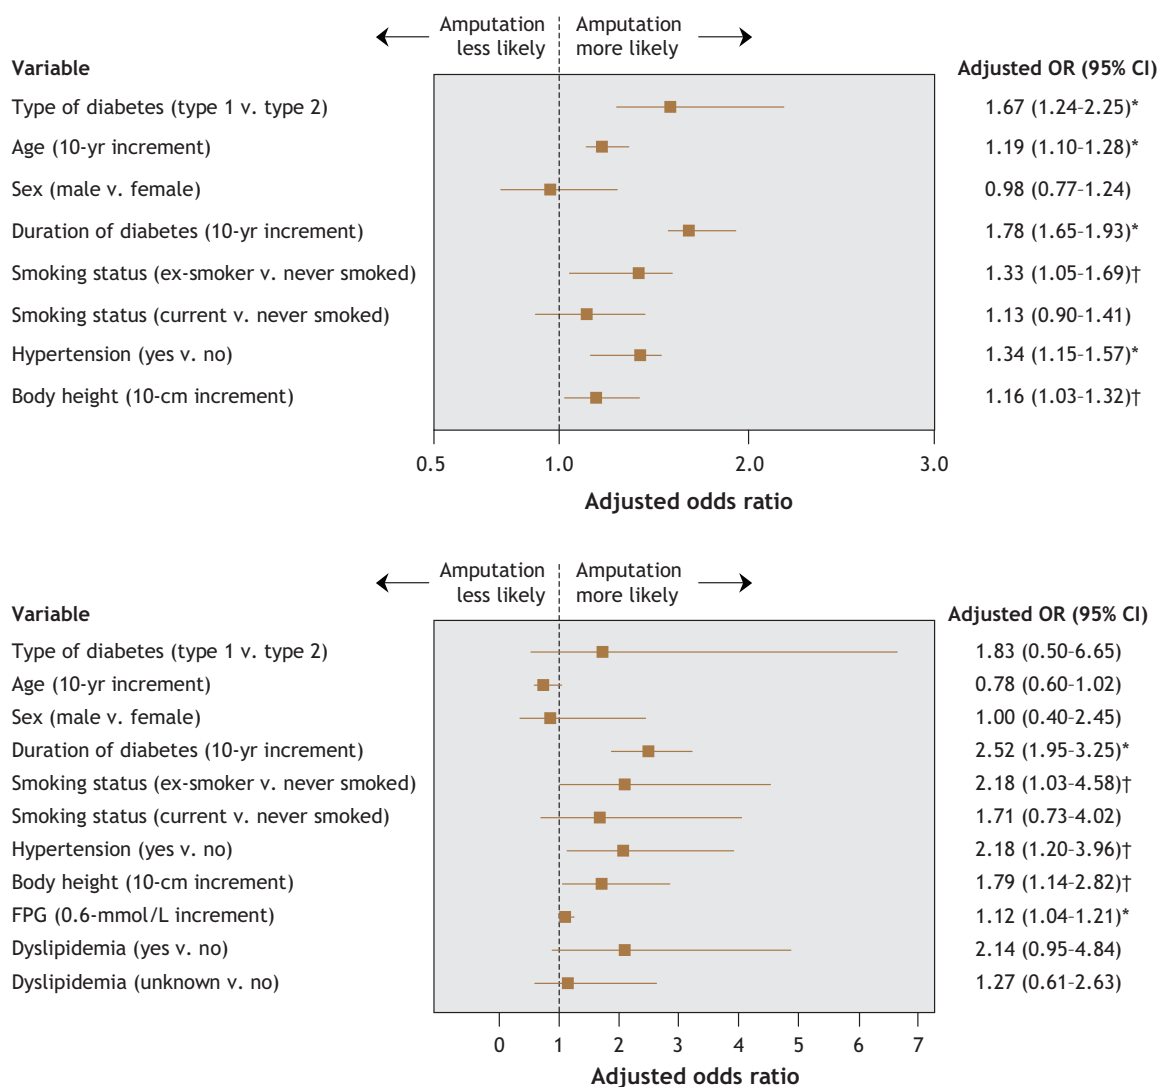 Amputation less likely
Amputation more likely
Variable
Adjusted OR (95% CI)
Type of diabetes (type 1 v. type 2) 1.67 (1.24–2.25)*
Age (10-yr increment) 1.19 (1.10–1.28)*
Sex (male v. female) 0.98 (0.77–1.24)
Duration of diabetes (10-yr increment) 1.78 (1.65–1.93)*
Smoking status (ex-smoker v. never smoked) 1.33 (1.05–1.69)†
Smoking status (current v. never smoked) 1.13 (0.90–1.41)
Hypertension (yes v. no) 1.34 (1.15–1.57)*
Body height (10-cm increment) 1.16 (1.03–1.32)†
0.5 1.0 2.0 3.0
Adjusted odds ratio
Amputation less likely
Amputation more likely
Variable
Adjusted OR (95% CI)
Type of diabetes (type 1 v. type 2) 1.83 (0.50–6.65)
Age (10-yr increment) 0.78 (0.60–1.02)
Sex (male v. female) 1.00 (0.40–2.45)
Duration of diabetes (10-yr increment) 2.52 (1.95–3.25)*
Smoking status (ex-smoker v. never smoked) 2.18 (1.03–4.58)†
Smoking status (current v. never smoked) 1.71 (0.73–4.02)
Hypertension (yes v. no) 2.18 (1.20–3.96)†
Body height (10-cm increment) 1.79 (1.14–2.82)†
FPG (0.6-mmol/L increment) 1.12 (1.04–1.21)*
Dyslipidemia (yes v. no) 2.14 (0.95–4.84)
Dyslipidemia (unknown v. no) 1.27 (0.61–2.63)
0 1 2 3 4 5 6 7
Adjusted odds ratio